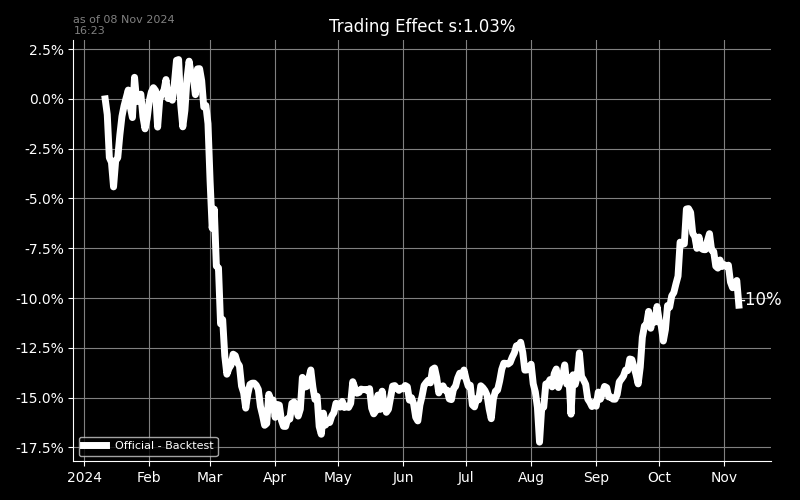 as of 08 Nov 2024
16:23
Trading Effect s:1.03%
2.5%
0.0%
-2.5%
-5.0%
-7.5%
-10.0%
-12.5%
-15.0%
-17.5%
-10%
Official - Backtest
2024 Feb Mar Apr May Jun Jul Aug Sep Oct Nov